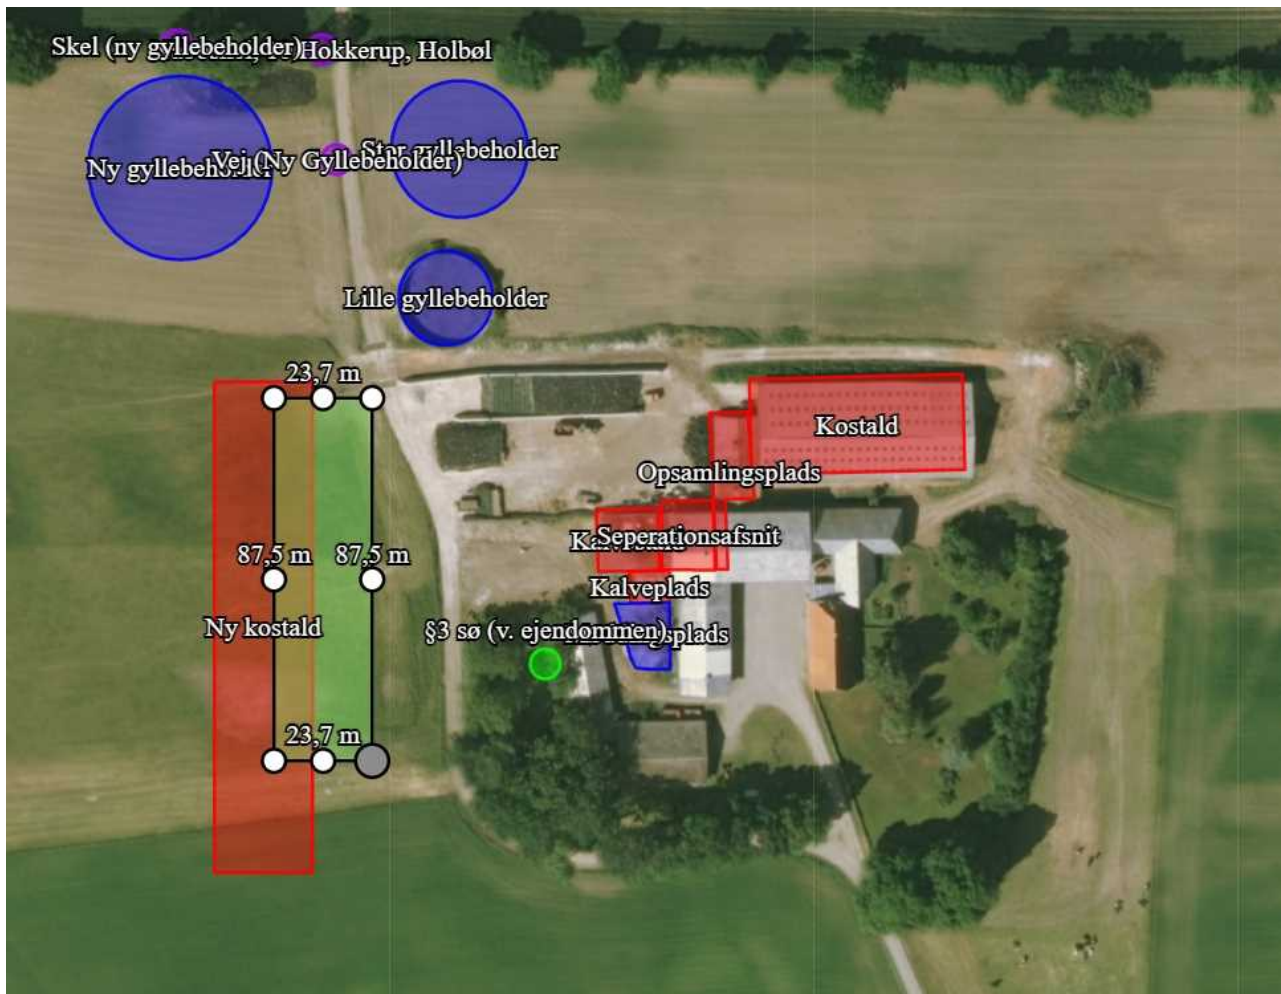 Skel (ny gyllebeholder)
Hokkerup, Holbøl
Stor gyllebeholder
Ny gyllebeholder
Vej (Ny Gyllebeholder)
Lille gyllebeholder
23,7 m
Kostald
Opsamlingsplads
Seperationsafsnit
87,5 m
87,5 m
Kalveplads
Ny kostald
§3 sø (v. ejendommen)
23,7 m